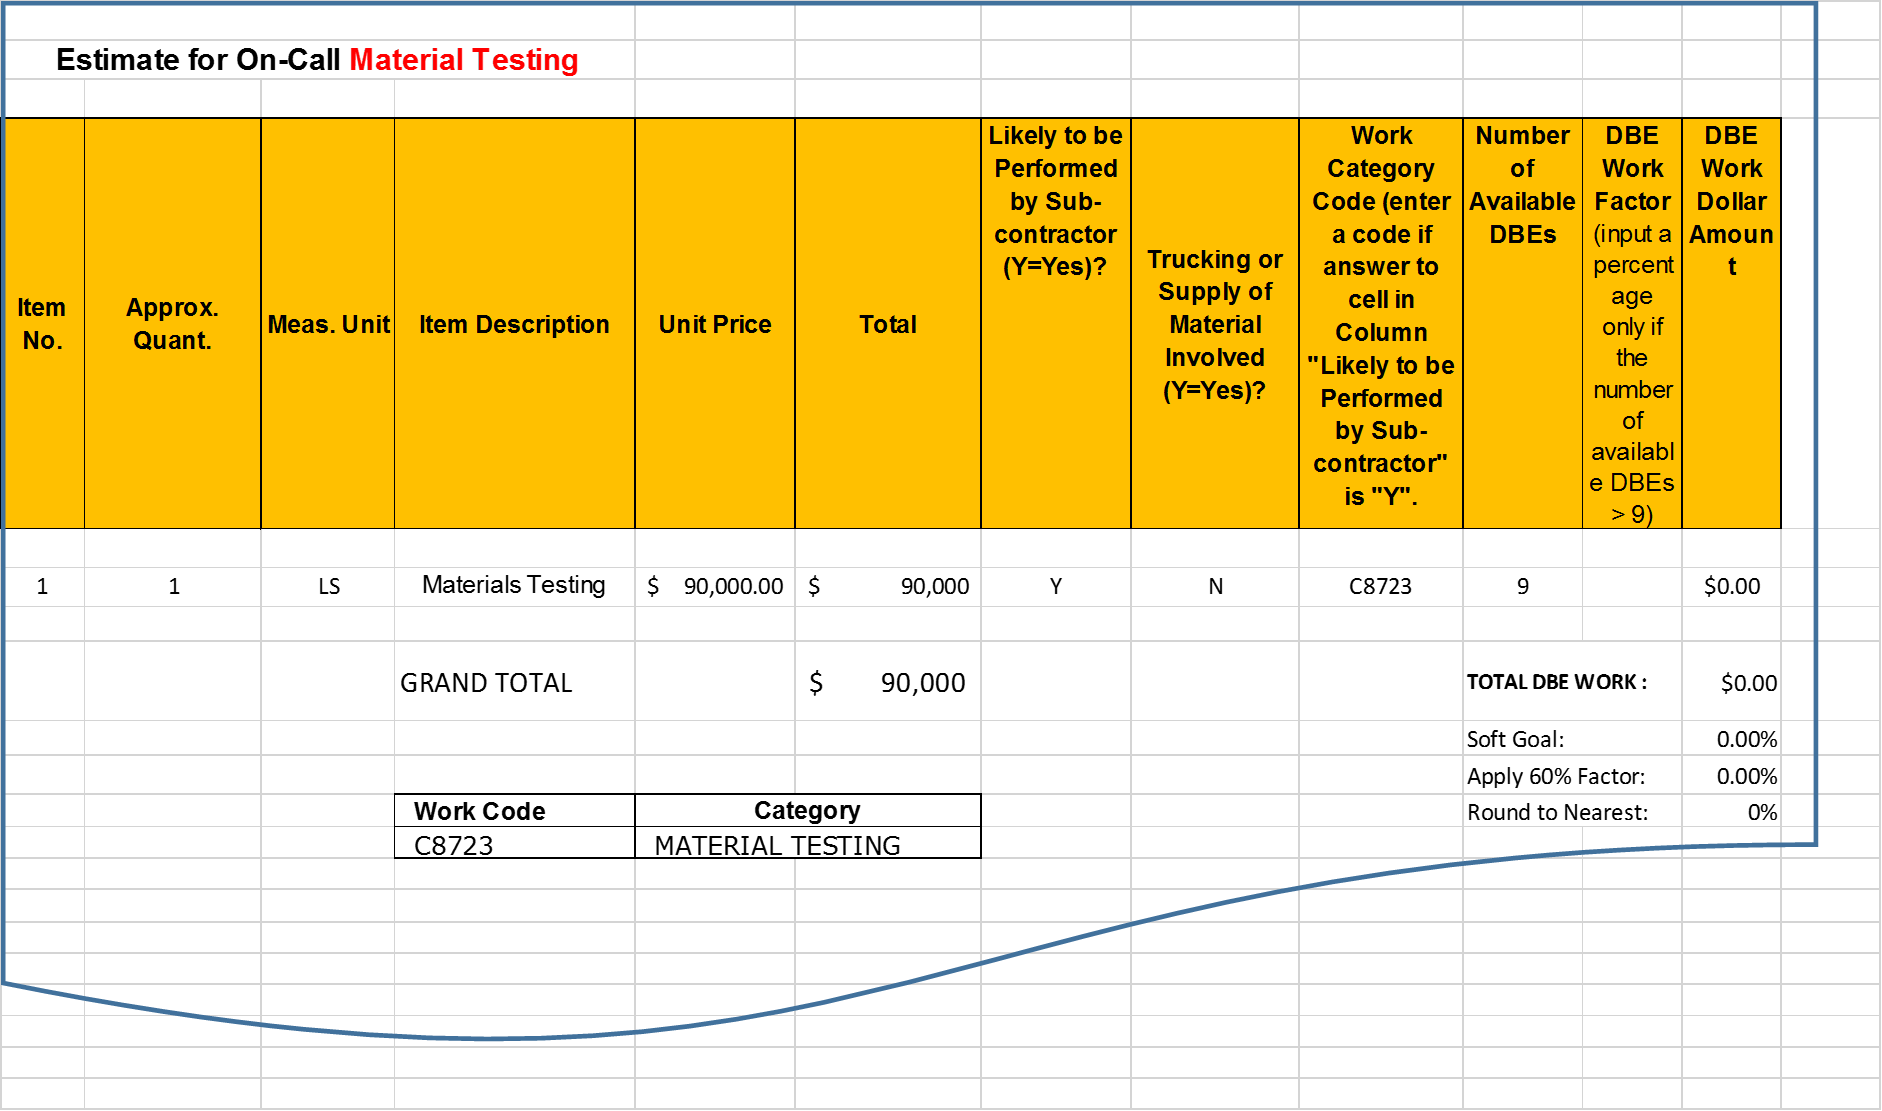 Estimate for On-Call Material Testing
Item
No.
Approx.
Quant.
Meas. Unit
Item Description
Unit Price
Total
Likely to be
Performed
by Sub-
contractor
(Y=Yes)?
Trucking or
Supply of
Material
Involved
(Y=Yes)?
Work
Category
Code (enter
a code if
answer to
cell in
Column
"Likely to be
Performed
by Sub-
contractor"
is "Y".
Number
of
Available
DBEs
DBE
Work
Factor
(input a
percent
age
only if
the
number
of
availabl
e DBEs
> 9)
DBE
Work
Dollar
Amoun
t
1 1 LS Materials Testing $ 90,000.00 $ 90,000 Y N C8723 9 $0.00
GRAND TOTAL $ 90,000 TOTAL DBE WORK : $0.00
Soft Goal: 0.00%
Apply 60% Factor: 0.00%
Work Code Category Round to Nearest: 0%
C8723 MATERIAL TESTING